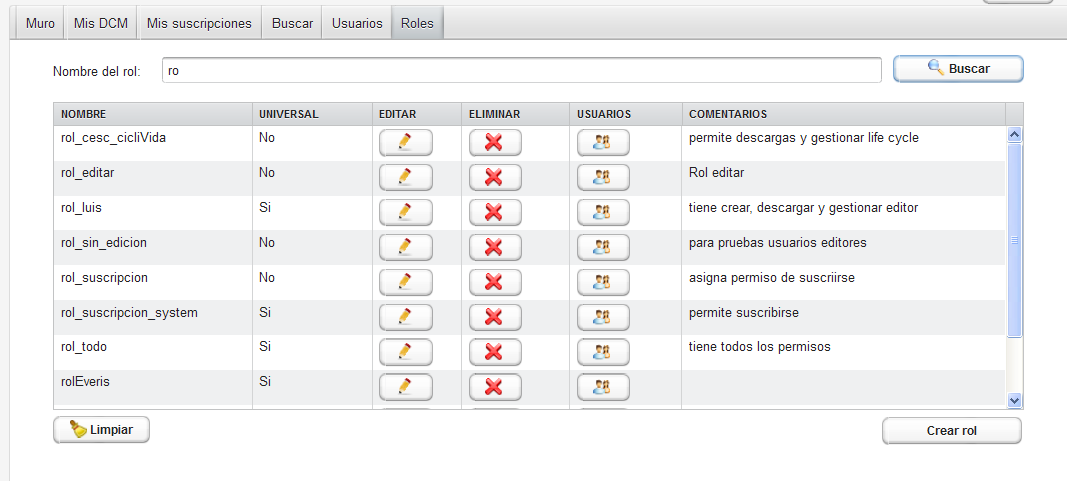 Muro Mis DCM Mis suscripciones Buscar Usuarios Roles
Nombre del rol: ro Buscar
NOMBRE UNIVERSAL EDITAR ELIMINAR USUARIOS COMENTARIOS
rol_cesc_cicliVida No permite descargas y gestionar life cycle
rol_editar No Rol editar
rol_luis Si tiene crear, descargar y gestionar editor
rol_sin_edicion No para pruebas usuarios editores
rol_suscripcion No asigna permiso de suscriirse
rol_suscripcion_system Si permite suscribirse
rol_todo Si tiene todos los permisos
rolEveris Si
Limpiar Crear rol